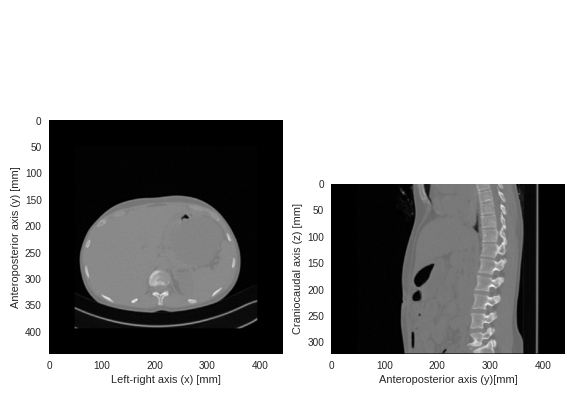 0
50
100
150
200
250
300
350
400
Anteroposterior axis (y) [mm]
0 100 200 300 400
Left-right axis (x) [mm]
0
50
100
150
200
250
300
Craniocaudal axis (z) [mm]
0 100 200 300 400
Anteroposterior axis (y)[mm]